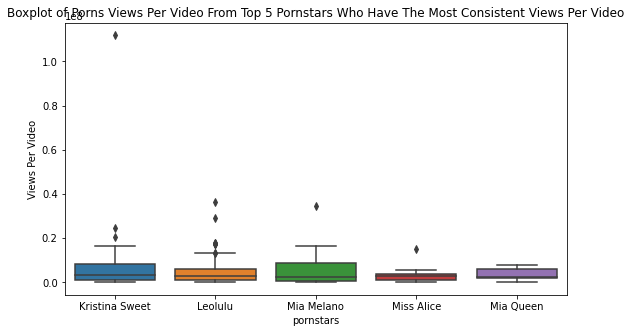 Boxplot of Porns Views Per Video From Top 5 Pornstars Who Have The Most Consistent Views Per Video
1e8
1.0
0.8
0.6
0.4
0.2
0.0
Views Per Video
Kristina Sweet Leolulu Mia Melano Miss Alice Mia Queen
pornstars